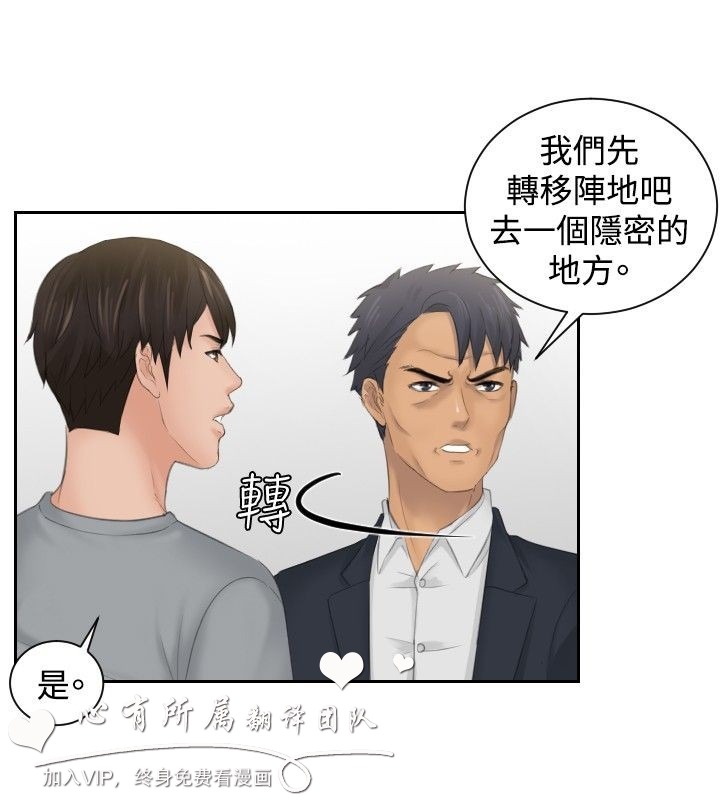 我們先
轉移陣地吧
去一個隱密的
地方。
轉
是。
心有所属翻译团队
加入VIP，终身免费看漫画